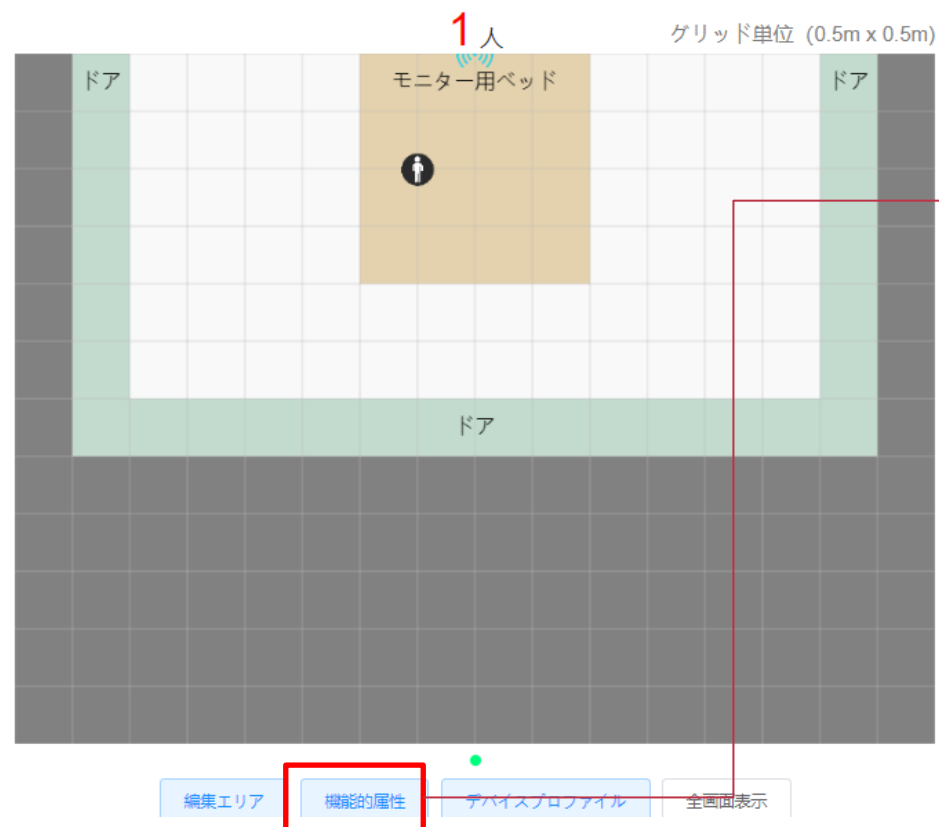 1 人
グリッド単位 (0.5m x 0.5m)
ドア
モニター用ベッド
ドア
ドア
編集エリア
機能的属性
デバイスプロファイル
全画面表示